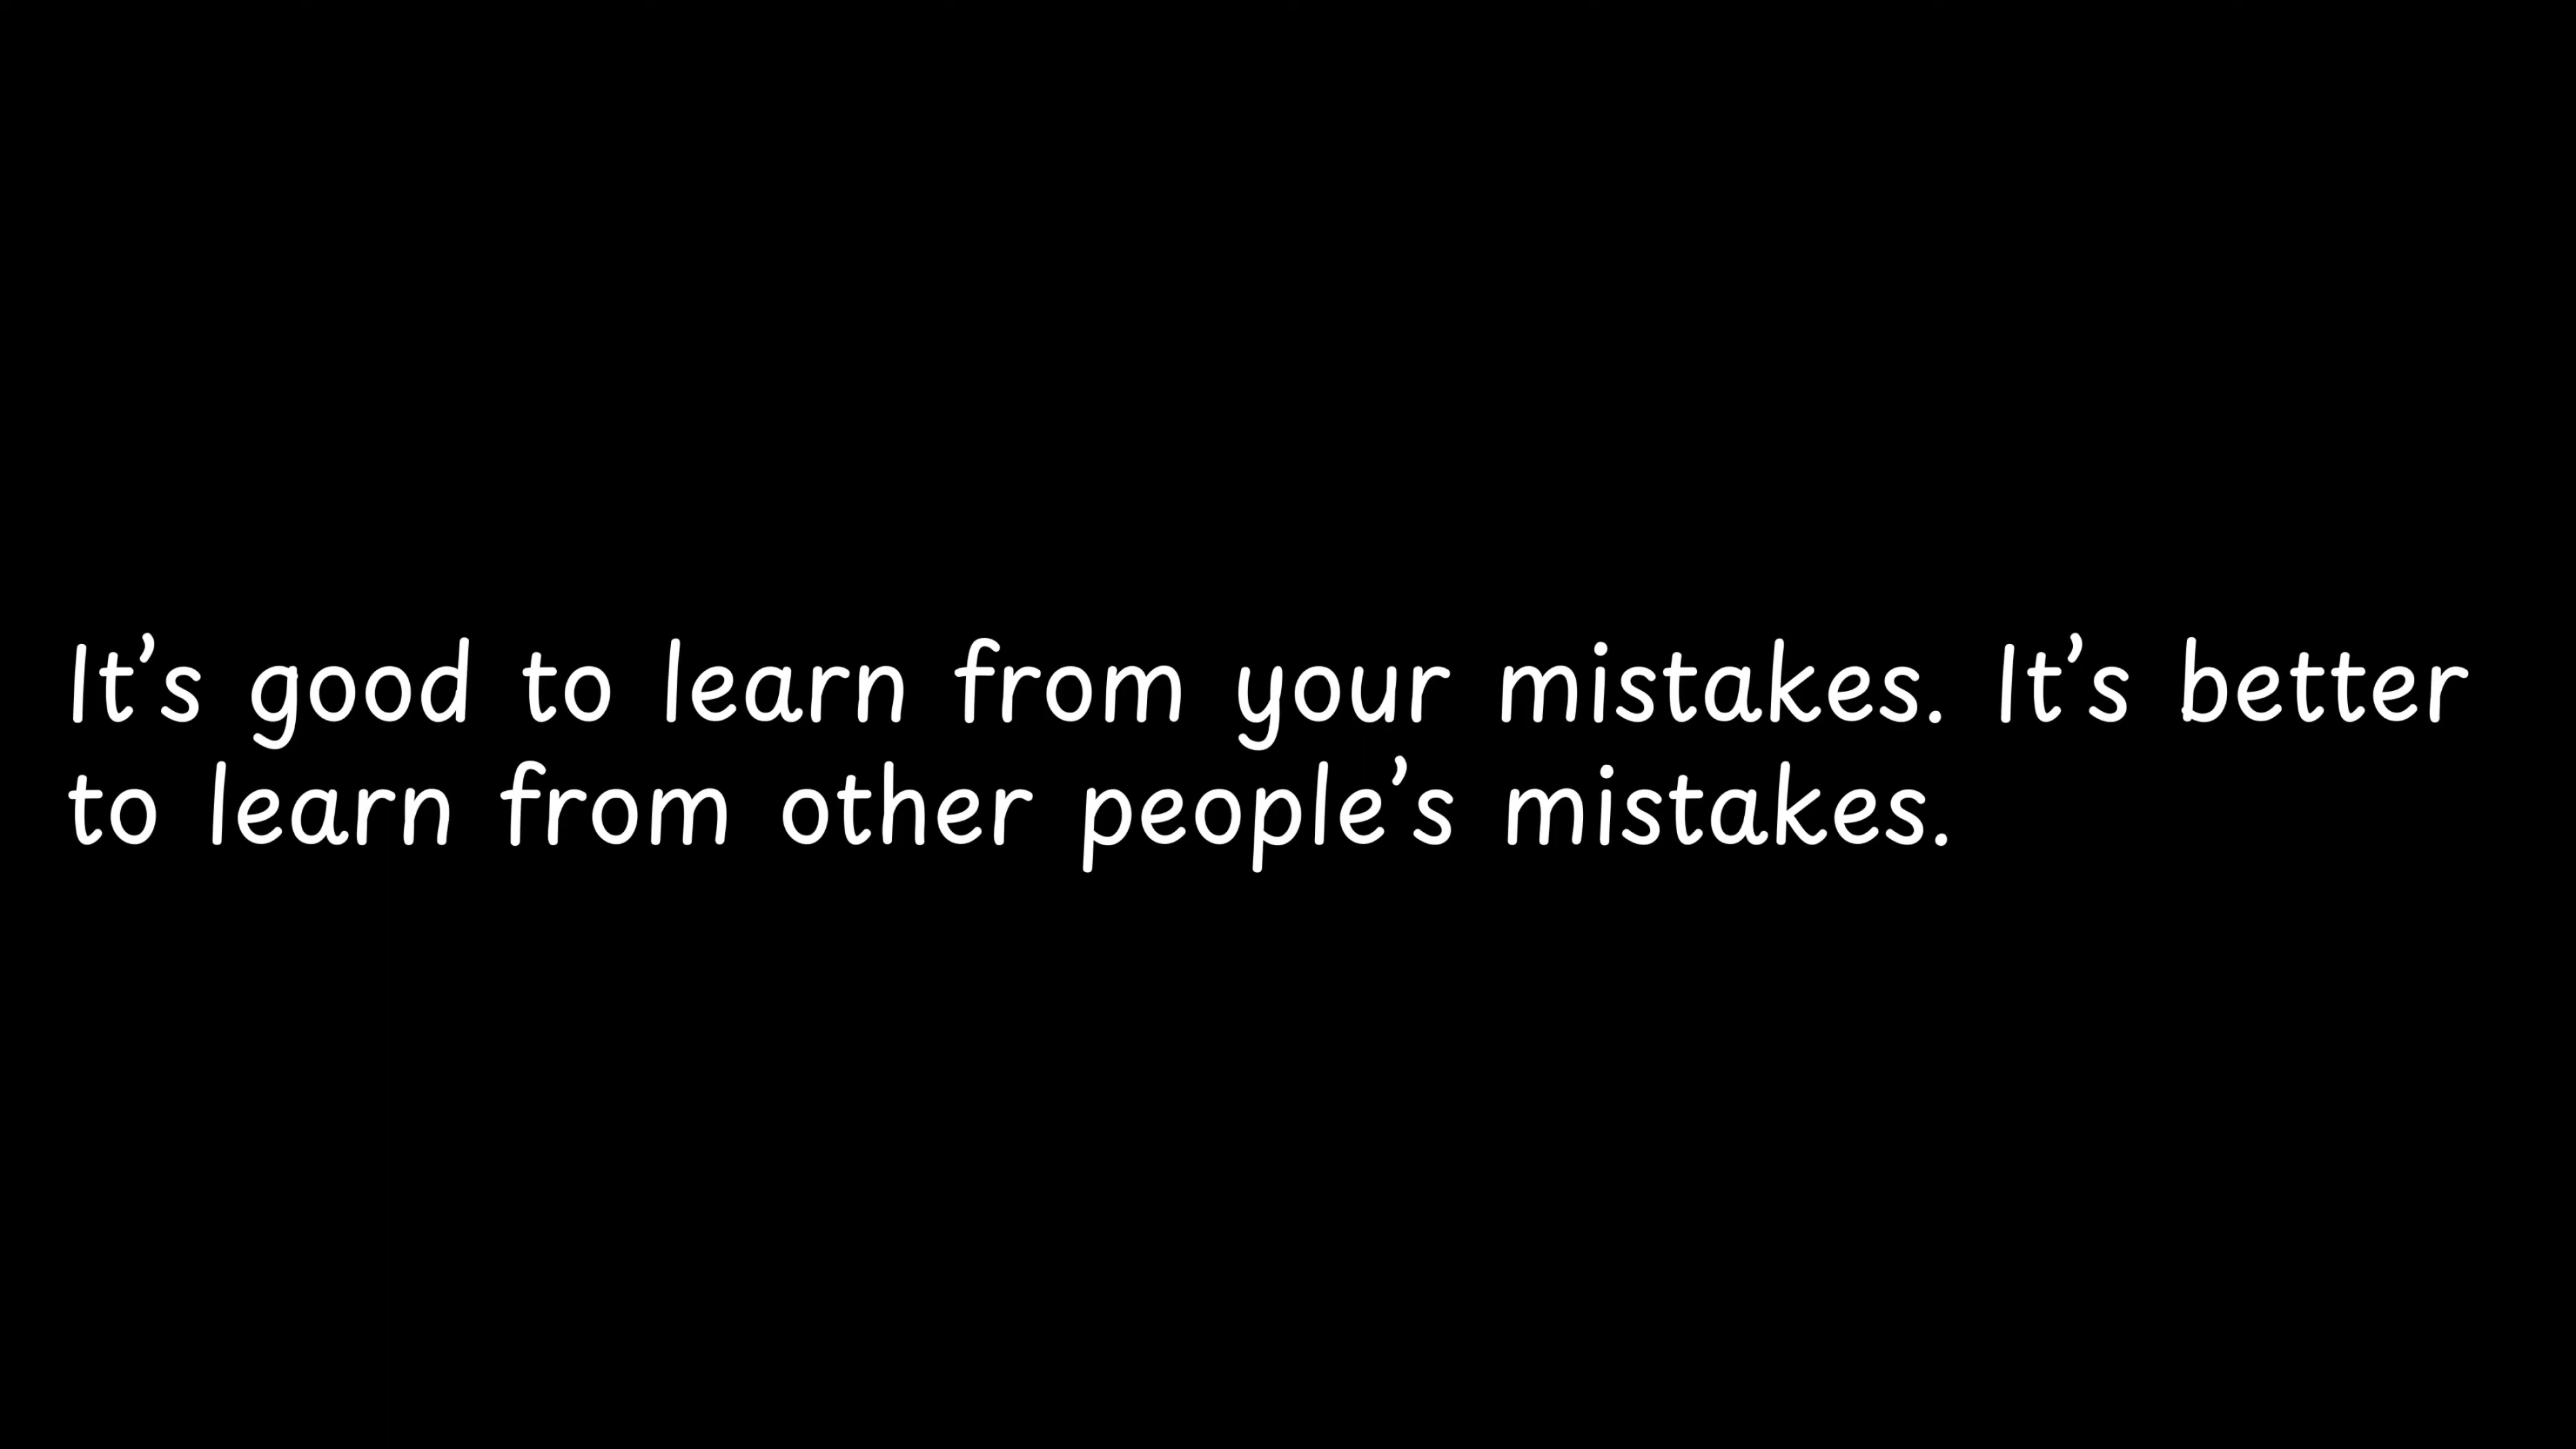 It’s good to learn from your mistakes. It’s better
to learn from other people’s mistakes.